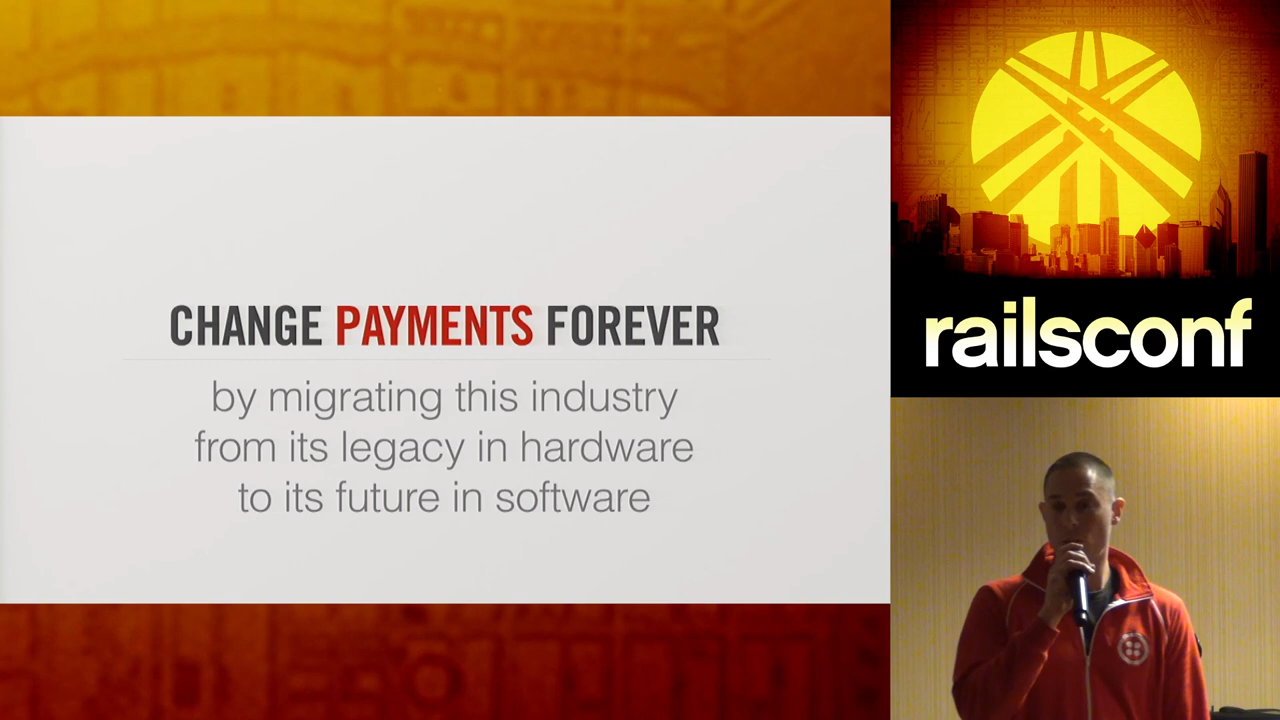 CHANGE PAYMENTS FOREVER
by migrating this industry
from its legacy in hardware
to its future in software
railsconf